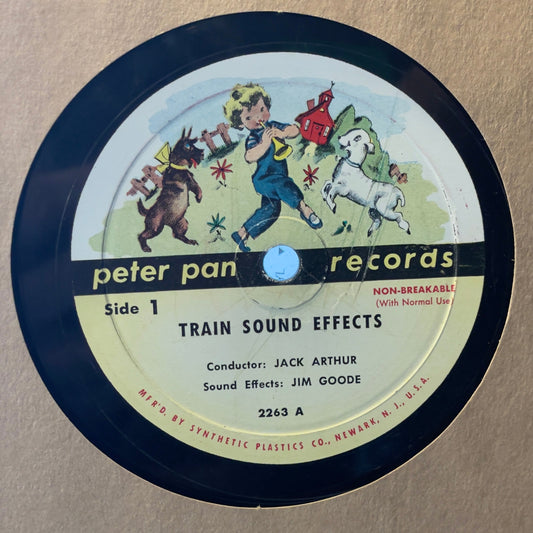 peter pan records
Side 1
NON-BREAKABLE
(With Normal Use)
TRAIN SOUND EFFECTS
Conductor: JACK ARTHUR
Sound Effects: JIM GOODE
2263 A
MFR'D. BY SYNTHETIC PLASTICS CO., NEWARK, N. J., U.S.A.